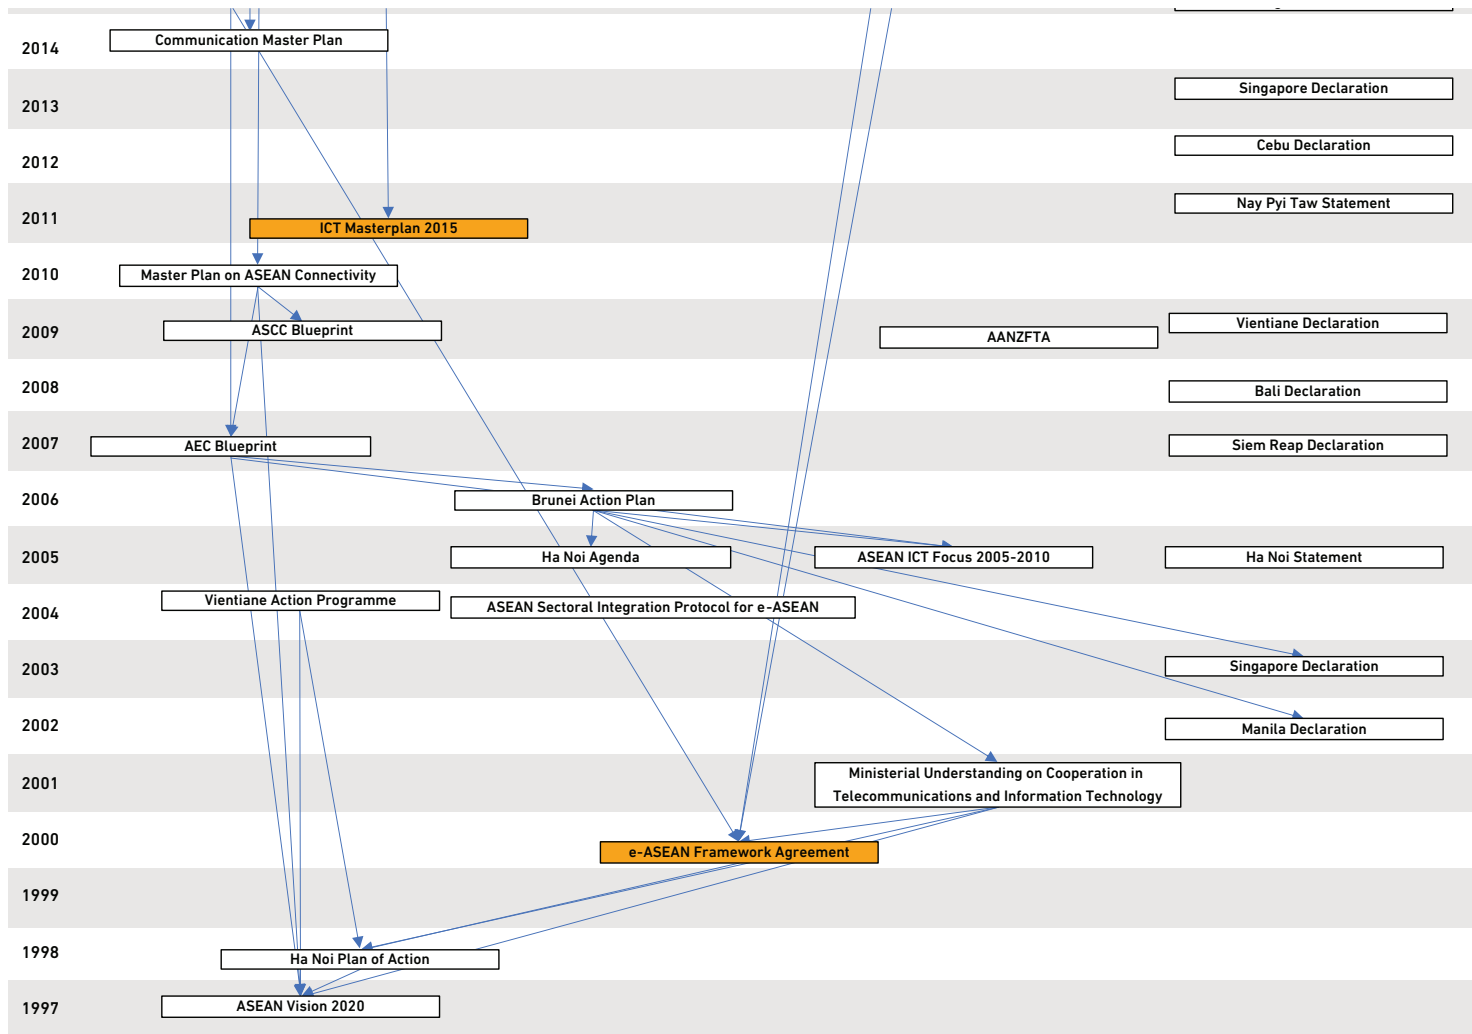 2014
Communication Master Plan
2013
Singapore Declaration
2012
Cebu Declaration
2011
Nay Pyi Taw Statement
ICT Masterplan 2015
2010
Master Plan on ASEAN Connectivity
2009
ASCC Blueprint
AANZFTA
Vientiane Declaration
2008
Bali Declaration
2007
AEC Blueprint
Siem Reap Declaration
2006
Brunei Action Plan
2005
Ha Noi Agenda
ASEAN ICT Focus 2005-2010
Ha Noi Statement
2004
Vientiane Action Programme
ASEAN Sectoral Integration Protocol for e-ASEAN
2003
Singapore Declaration
2002
Manila Declaration
2001
Ministerial Understanding on Cooperation in
Telecommunications and Information Technology
2000
e-ASEAN Framework Agreement
1999
1998
Ha Noi Plan of Action
1997
ASEAN Vision 2020